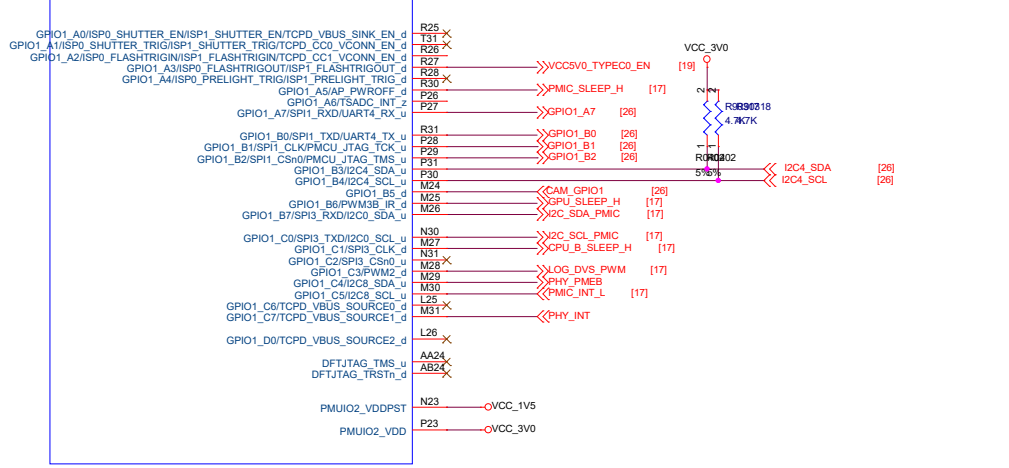 GPIO1_A0/ISP0_SHUTTER_EN/ISP1_SHUTTER_EN/TCPD_VBUS_SINK_EN_d R25
GPIO1_A1/ISP0_SHUTTER_TRIG/ISP1_SHUTTER_TRIG/TCPD_CC0_VCONN_EN_d T31
GPIO1_A2/ISP0_FLASHTRIGIN/ISP1_FLASHTRIGIN/TCPD_CC1_VCONN_EN_d R26
GPIO1_A3/ISP0_FLASHTRIGOUT/ISP1_FLASHTRIGOUT_d R27 VCC5V0_TYPEC0_EN [19]
GPIO1_A4/ISP0_PRELIGHT_TRIG/ISP1_PRELIGHT_TRIG_d R28
GPIO1_A5/AP_PWROFF_d R30 PMIC_SLEEP_H [17]
GPIO1_A6/TSADC_INT_z P26
GPIO1_A7/SPI1_RXD/UART4_RX_u P27 GPIO1_A7 [26]
VCC_3V0
2 2
4.7K
1 1
5%
GPIO1_B0/SPI1_TXD/UART4_TX_u R31 GPIO1_B0 [26]
GPIO1_B1/SPI1_CLK/PMCU_JTAG_TCK_u P28 GPIO1_B1 [26]
GPIO1_B2/SPI1_CSn0/PMCU_JTAG_TMS_u P29 GPIO1_B2 [26]
GPIO1_B3/I2C4_SDA_u P31 I2C4_SDA [26]
GPIO1_B4/I2C4_SCL_u P30 I2C4_SCL [26]
GPIO1_B5_d M24 CAM_GPIO1 [26]
GPIO1_B6/PWM3B_IR_d M25 GPU_SLEEP_H [17]
GPIO1_B7/SPI3_RXD/I2C0_SDA_u M26 I2C_SDA_PMIC [17]
GPIO1_C0/SPI3_TXD/I2C0_SCL_u N30 I2C_SCL_PMIC [17]
GPIO1_C1/SPI3_CLK_d M27 CPU_B_SLEEP_H [17]
GPIO1_C2/SPI3_CSn0_u N31
GPIO1_C3/PWM2_d M28 LOG_DVS_PWM [17]
GPIO1_C4/I2C8_SDA_u M29 PHY_PMEB
GPIO1_C5/I2C8_SCL_u M30 PMIC_INT_L [17]
GPIO1_C6/TCPD_VBUS_SOURCE0_d L25
GPIO1_C7/TCPD_VBUS_SOURCE1_d M31 PHY_INT
GPIO1_D0/TCPD_VBUS_SOURCE2_d L26
DFTJTAG_TMS_u AA24
DFTJTAG_TRSTn_d AB24
PMUIO2_VDDPST N23 VCC_1V5
PMUIO2_VDD P23 VCC_3V0